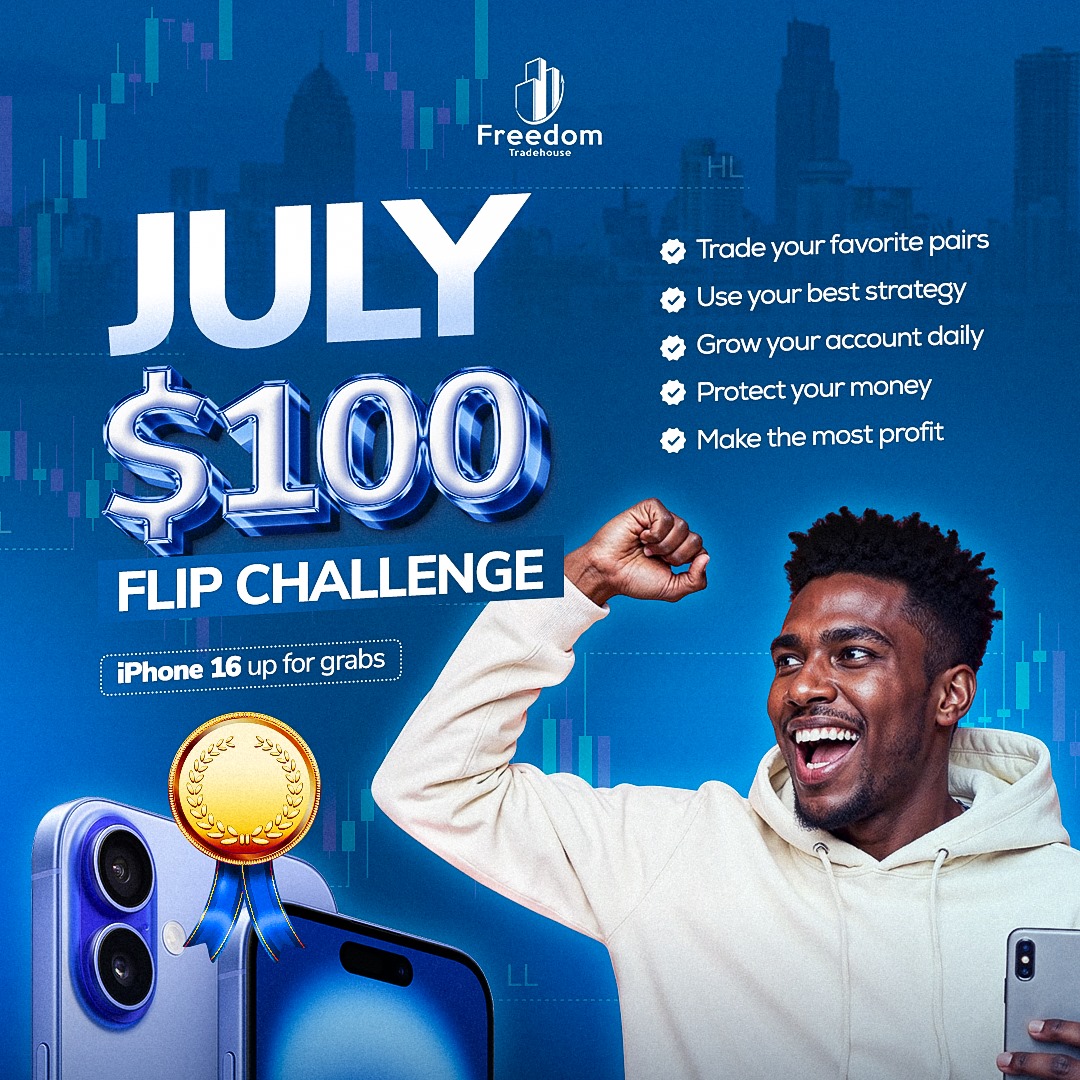 Freedom
Tradehouse
HL
JULY
$100
FLIP CHALLENGE
iPhone 16 up for grabs
Trade your favorite pairs
Use your best strategy
Grow your account daily
Protect your money
Make the most profit
LL